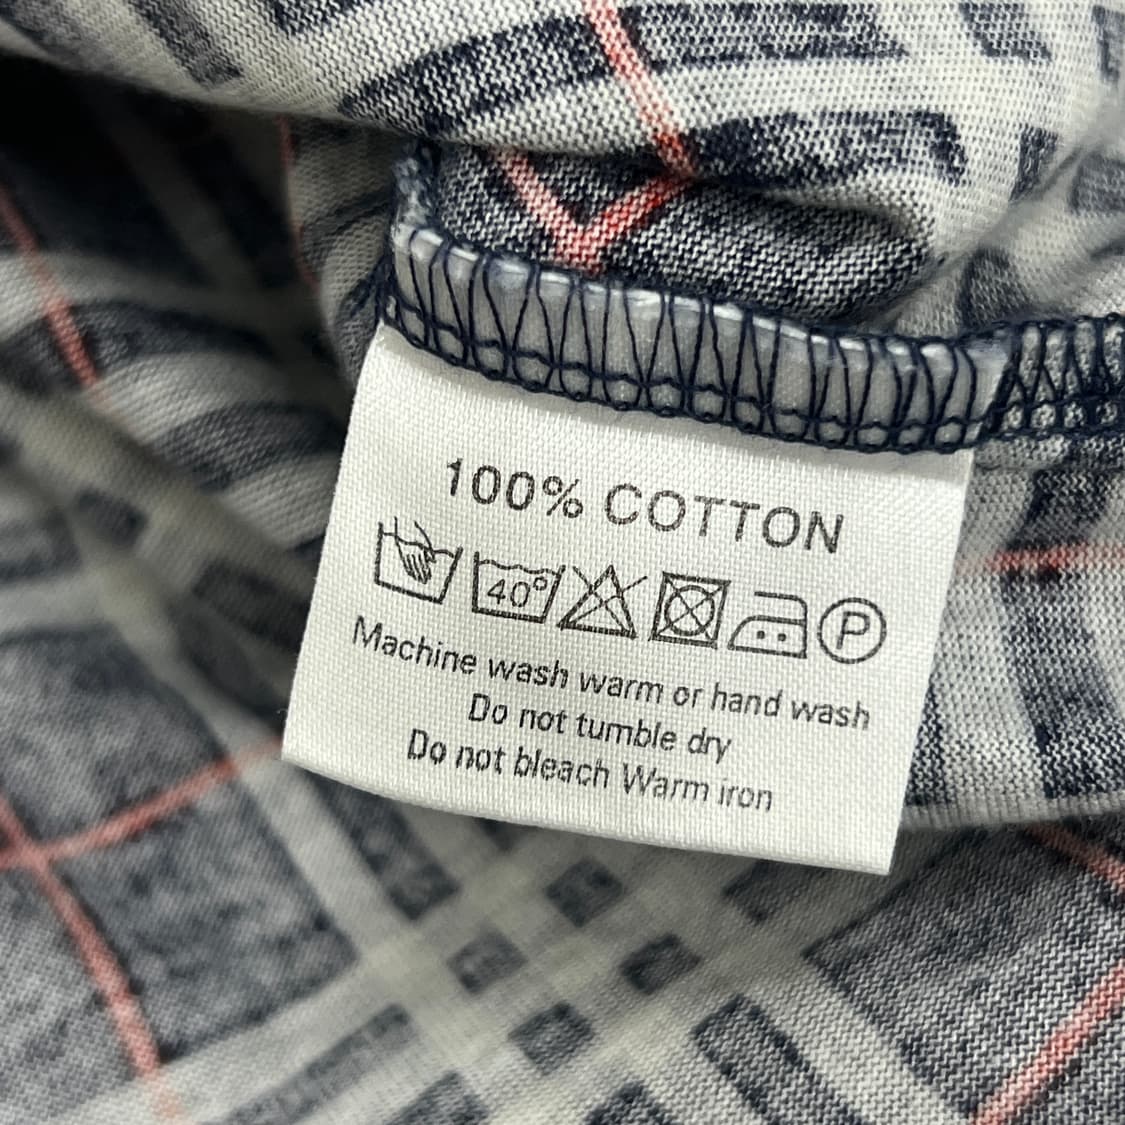 100% COTTON
40° P
Machine wash warm or hand wash
Do not tumble dry
Do not bleach Warm iron